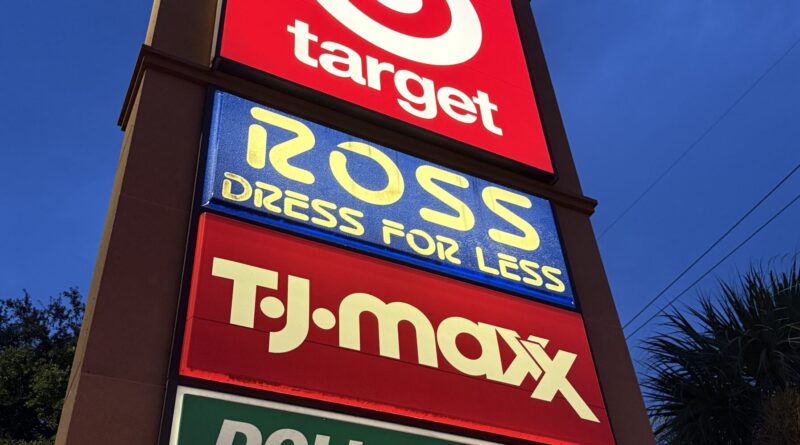 target
ROSS
DRESS FOR LESS
T·J·maxx